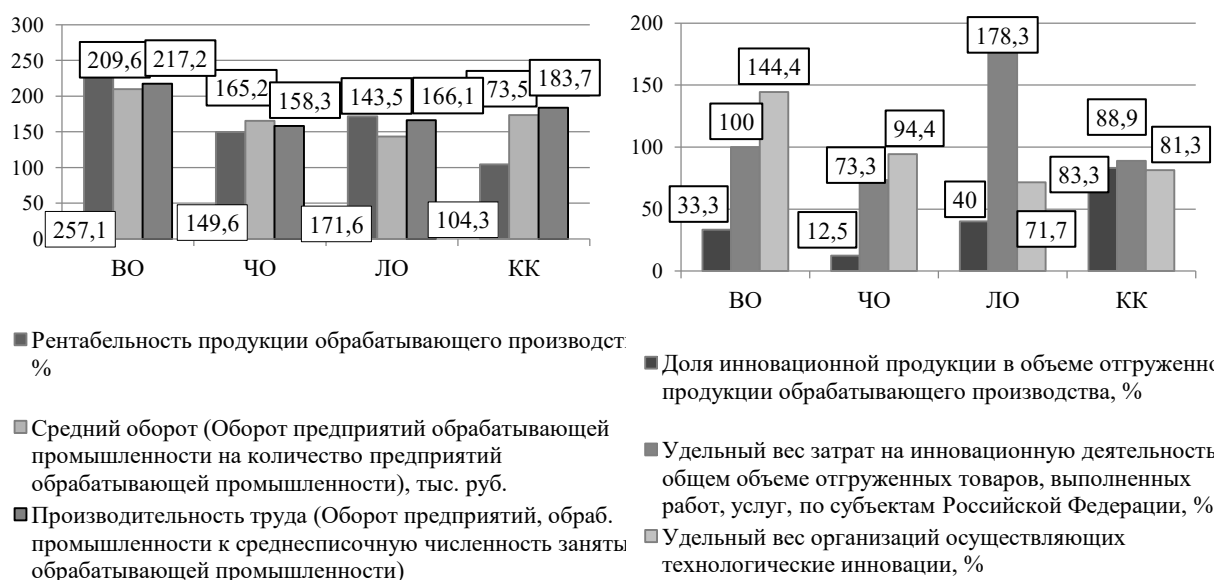 300
250
200
150
100
50
0
209,6
217,2
165,2
158,3
143,5
166,1
73,5
183,7
257,1
149,6
171,6
104,3
ВО
ЧО
ЛО
КК
Рентабельность продукции обрабатывающего производст
%
Средний оборот (Оборот предприятий обрабатывающей
промышленности на количество предприятий
обрабатывающей промышленности), тыс. руб.
Производительность труда (Оборот предприятий, обраб.
промышленности к среднесписочную численность заняты
обрабатывающей промышленности)
200
150
100
50
0
178,3
144,4
100
94,4
88,9
73,3
81,3
33,3
12,5
40
71,7
83,3
ВО
ЧО
ЛО
КК
Доля инновационной продукции в объеме отгруженно
продукции обрабатывающего производства, %
Удельный вес затрат на инновационную деятельность
общем объеме отгруженных товаров, выполненных
работ, услуг, по субъектам Российской Федерации, %
Удельный вес организаций осуществляющих
технологические инновации, %